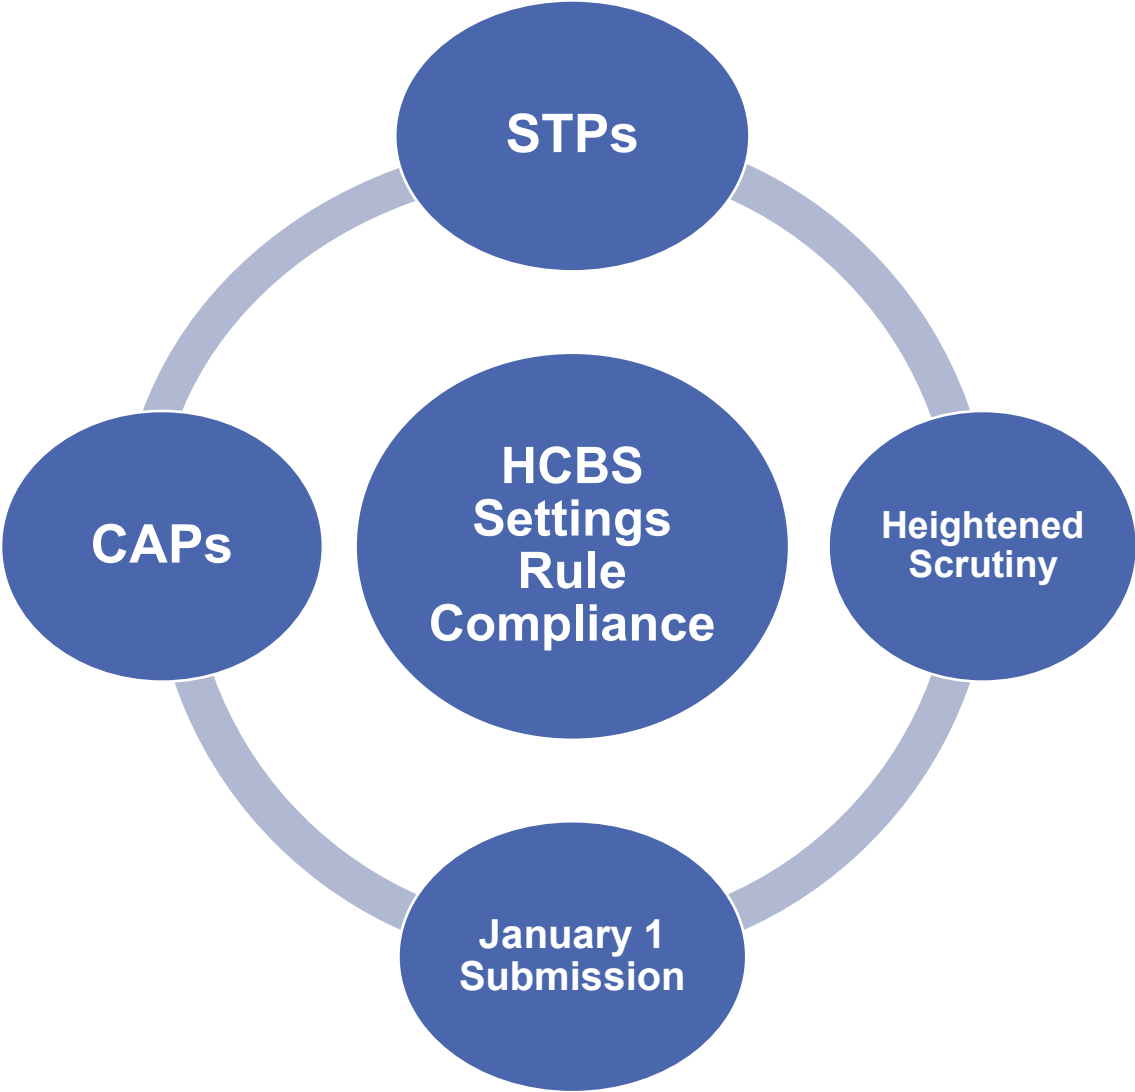 STPs
HCBS
Settings
Rule
Compliance
CAPs
Heightened
Scrutiny
January 1
Submission